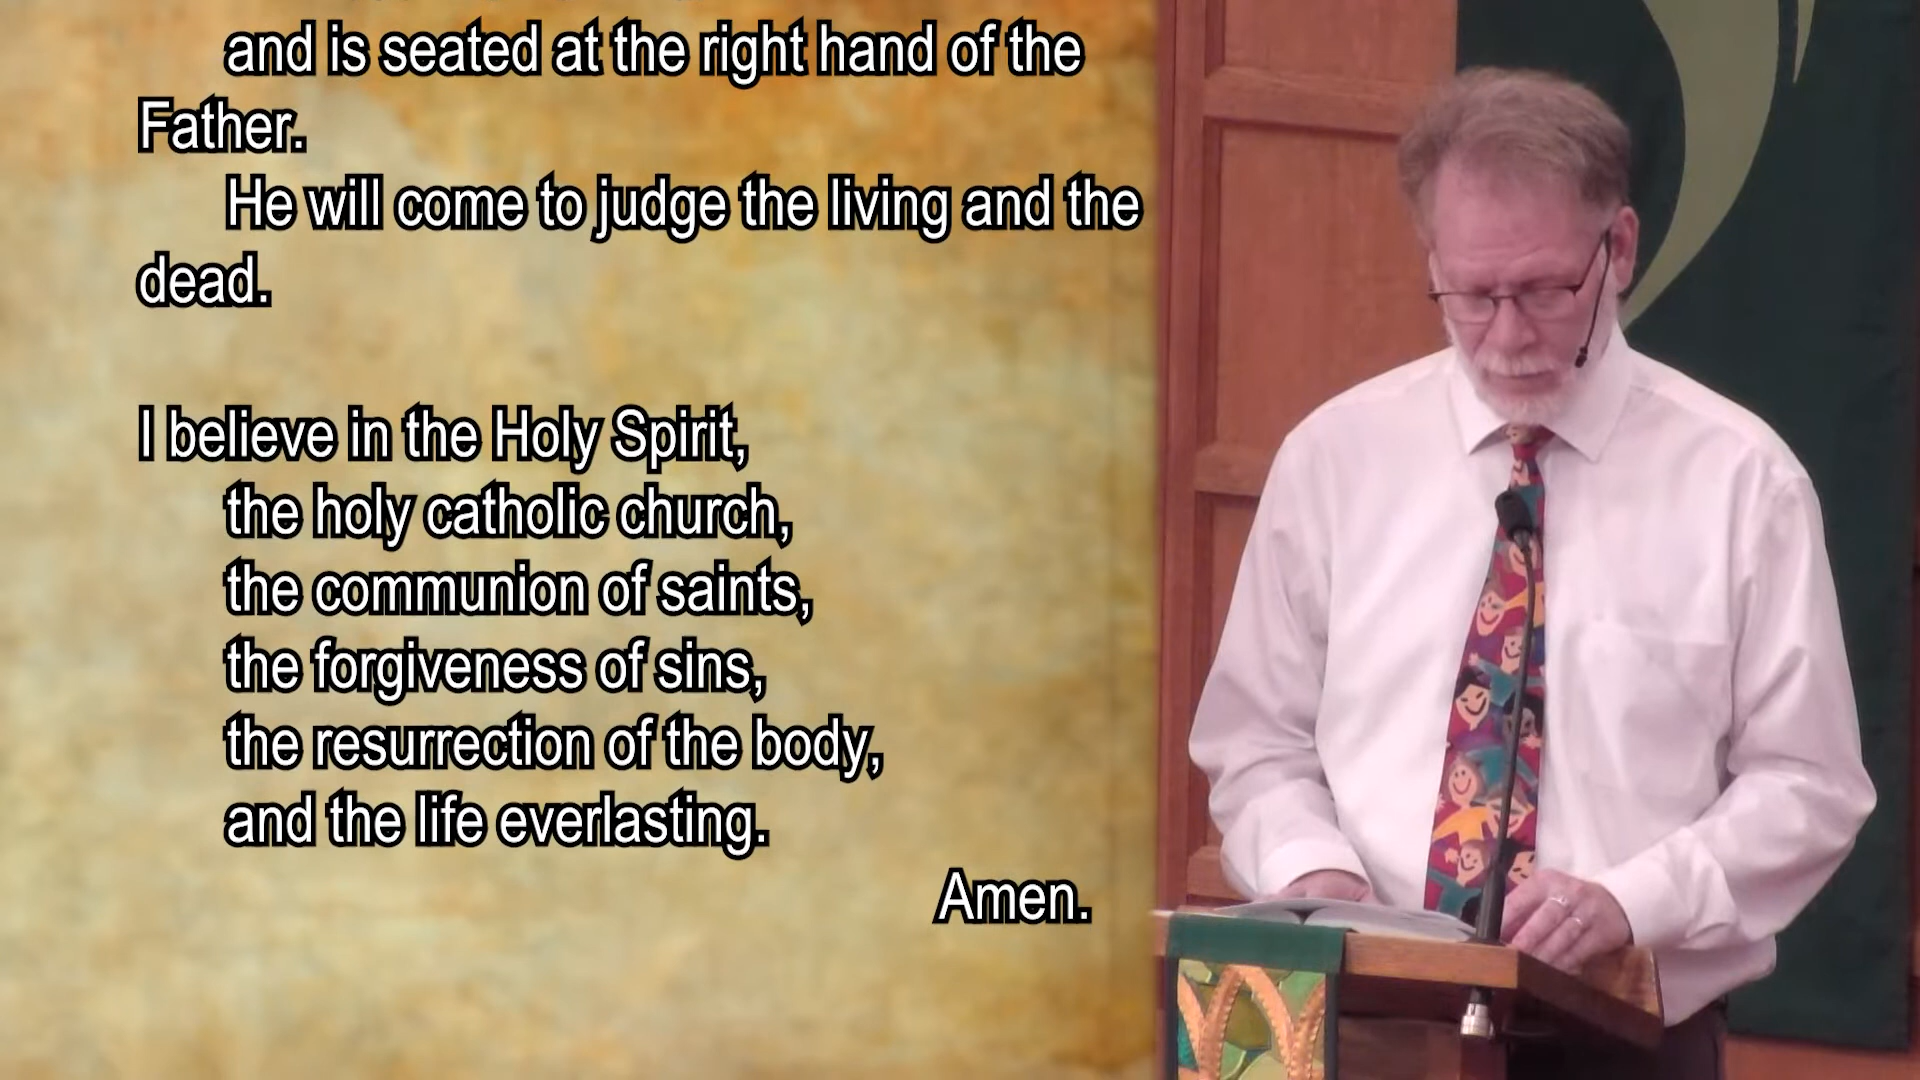 and is seated at the right hand of the
Father.
He will come to judge the living and the
dead.
I believe in the Holy Spirit,
the holy catholic church,
the communion of saints,
the forgiveness of sins,
the resurrection of the body,
and the life everlasting.
Amen.